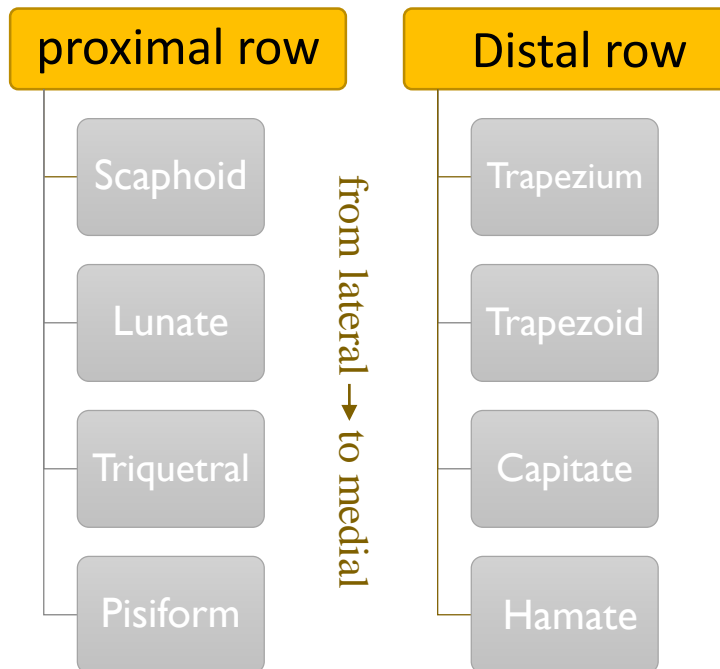 proximal row
Scaphoid
Lunate
Triquetral
Pisiform
from lateral → to medial
Distal row
Trapezium
Trapezoid
Capitate
Hamate